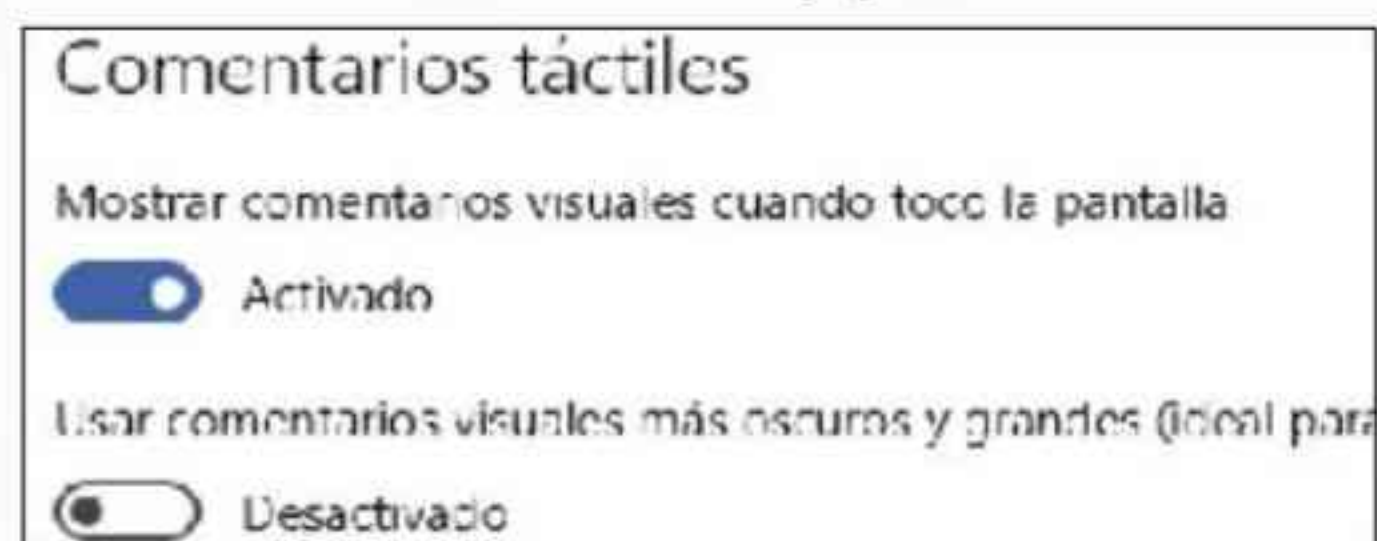 Comentarios táctiles
Mostrar comentarios visuales cuando toco la pantalla
Activado
Usar comentarios visuales más oscuros y grandes (ideal para
Desactivado